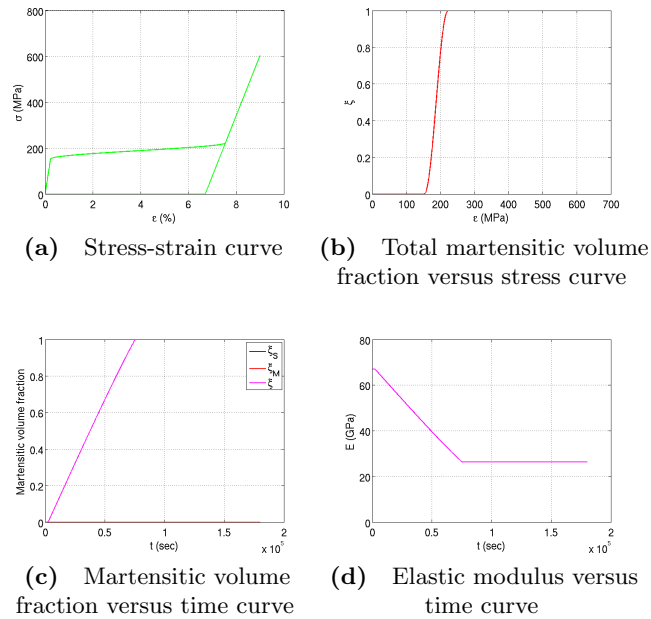 800
600
400
200
0
σ (MPa)
0 2 4 6 8 10
ε (%)
(a) Stress-strain curve
1
0.8
0.6
0.4
0.2
0
ξ
0 100 200 300 400 500 600 700
ε (MPa)
(b) Total martensitic volume
fraction versus stress curve
1
0.8
0.6
0.4
0.2
0
Martensitic volume fraction
ξS
ξM
ξ
0 0.5 1 1.5 2
t (sec)
x 10^5
(c) Martensitic volume
fraction versus time curve
80
60
40
20
0
E (GPa)
0 0.5 1 1.5 2
t (sec)
x 10^5
(d) Elastic modulus versus
time curve